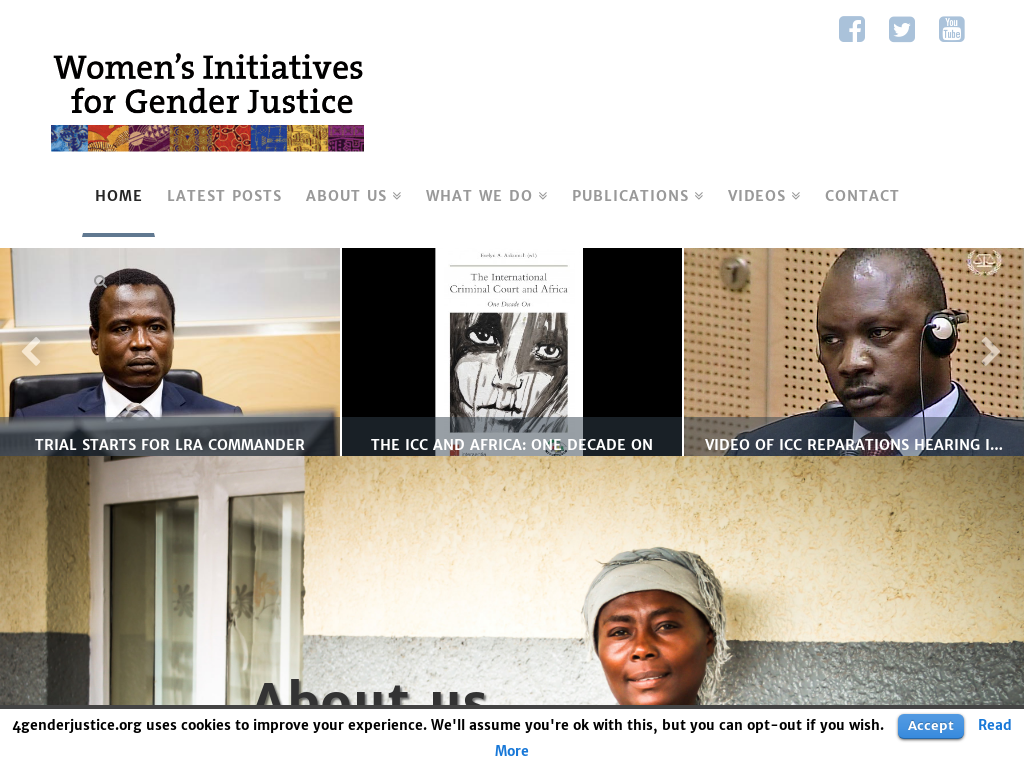 You
Tube
Women's Initiatives
for Gender Justice
HOME LATEST POSTS ABOUT US WHAT WE DO PUBLICATIONS VIDEOS CONTACT
The International
Criminal Court and Africa
One Decade On
TRIAL STARTS FOR LRA COMMANDER
THE ICC AND AFRICA: ONE DECADE ON
VIDEO OF ICC REPARATIONS HEARING I...
About us
4genderjustice.org uses cookies to improve your experience. We'll assume you're ok with this, but you can opt-out if you wish. Accept Read
More